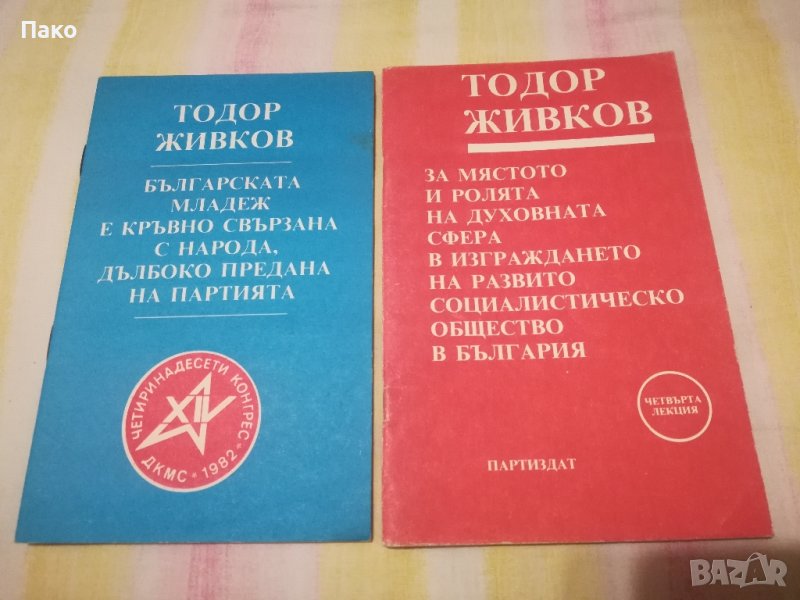 Пако
ТОДОР
ЖИВКОВ
БЪЛГАРСКАТА
МЛАДЕЖ
Е КРЪВНО СВЪРЗАНА
С НАРОДА,
ДЪЛБОКО ПРЕДАНА
НА ПАРТИЯТА
ЧЕТИРИНАДЕСЕТИ КОНГРЕС
XIV
ДКМС * 1982 *
ТОДОР
ЖИВКОВ
ЗА МЯСТОТО
И РОЛЯТА
НА ДУХОВНАТА
СФЕРА
В ИЗГРАЖДАНЕТО
НА РАЗВИТО
СОЦИАЛИСТИЧЕСКО
ОБЩЕСТВО
В БЪЛГАРИЯ
ЧЕТВЪРТА
ЛЕКЦИЯ
ПАРТИЗДАТ
BAZAR